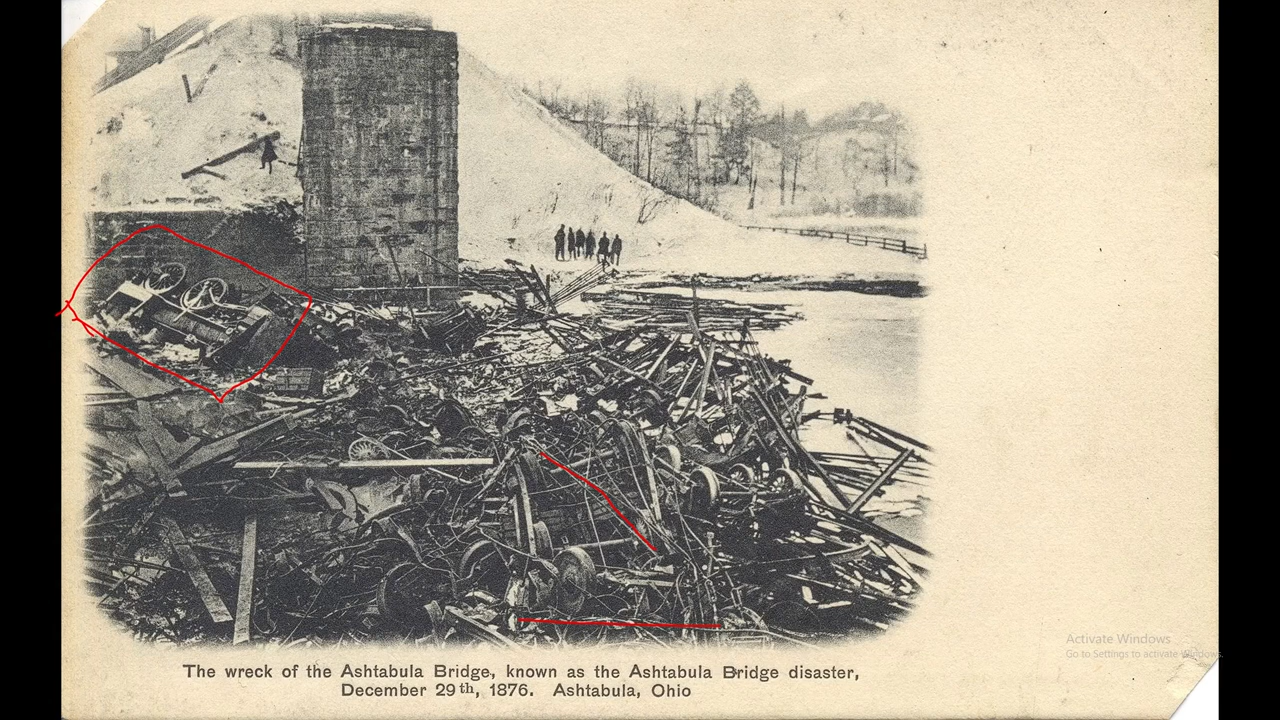 The wreck of the Ashtabula Bridge, known as the Ashtabula Bridge disaster,
December 29th, 1876. Ashtabula, Ohio
Activate Windows
Go to Settings to activate Windows.